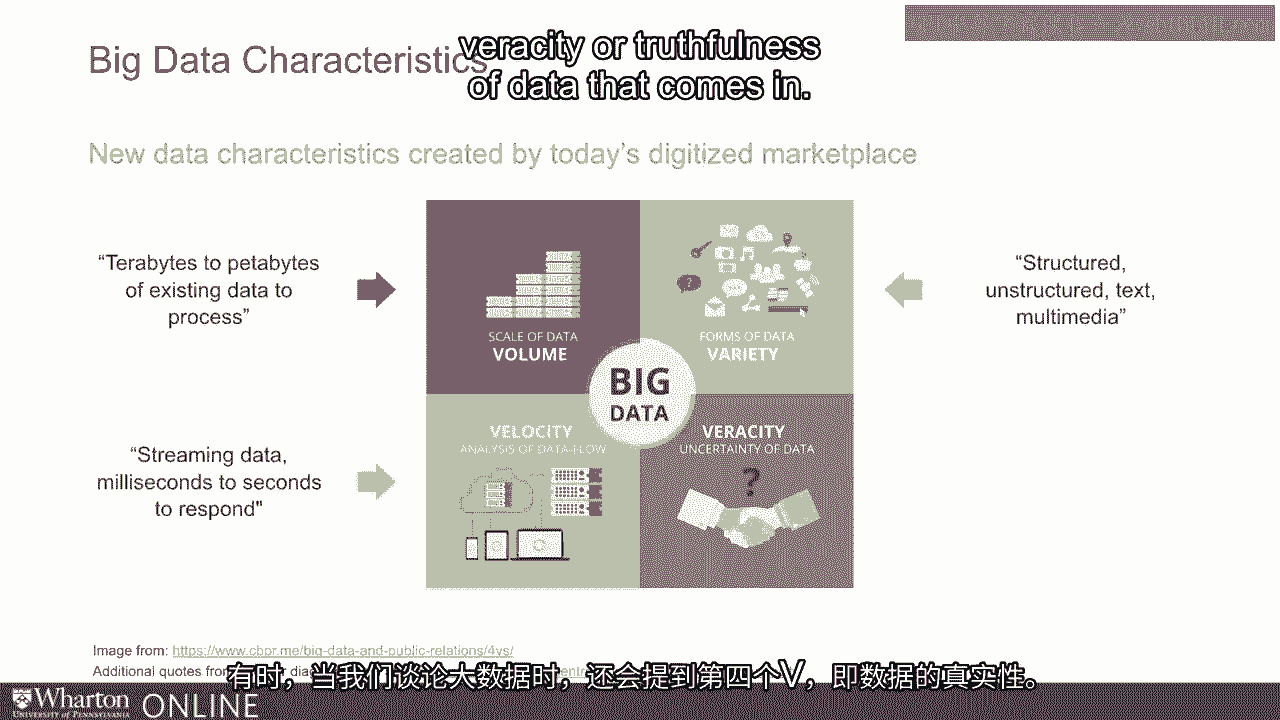 Big Data Characteristics
veracity or truthfulness
of data that comes in.
New data characteristics created by today's digitized marketplace
“Terabytes to petabytes
of existing data to
process”
SCALE OF DATA
VOLUME
FORMS OF DATA
VARIETY
“Structured,
unstructured, text,
multimedia”
BIG
DATA
“Streaming data,
milliseconds to seconds
to respond"
VELOCITY
ANALYSIS OF DATA-FLOW
VERACITY
UNCERTAINTY OF DATA
?
Image from: https://www.cbpr.me/big-data-and-public-relations/4vs/
Additional quotes from
有时，当我们谈论大数据时，还会提到第四个V，即数据的真实性。
Wharton
UNIVERSITY of PENNSYLVANIA
ONLINE